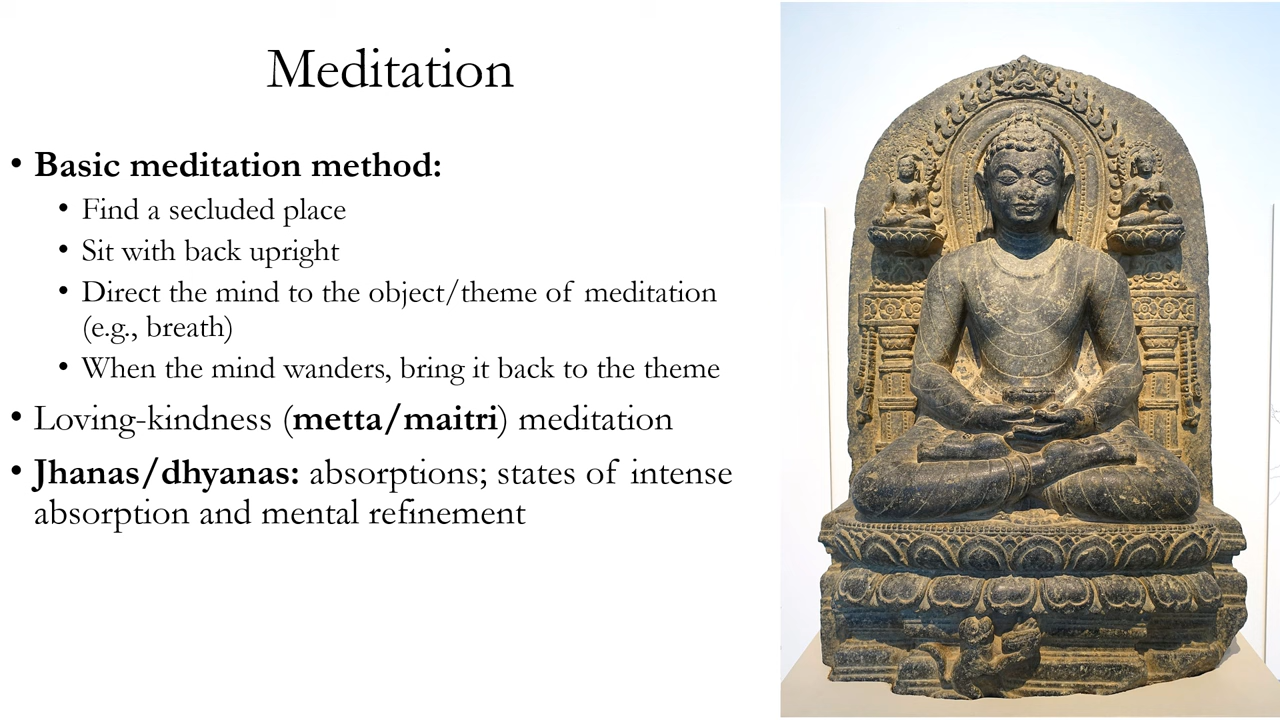 Meditation
• Basic meditation method:
• Find a secluded place
• Sit with back upright
• Direct the mind to the object/theme of meditation
(e.g., breath)
• When the mind wanders, bring it back to the theme
• Loving-kindness (metta/maitri) meditation
• Jhanas/dhyanas: absorptions; states of intense
absorption and mental refinement